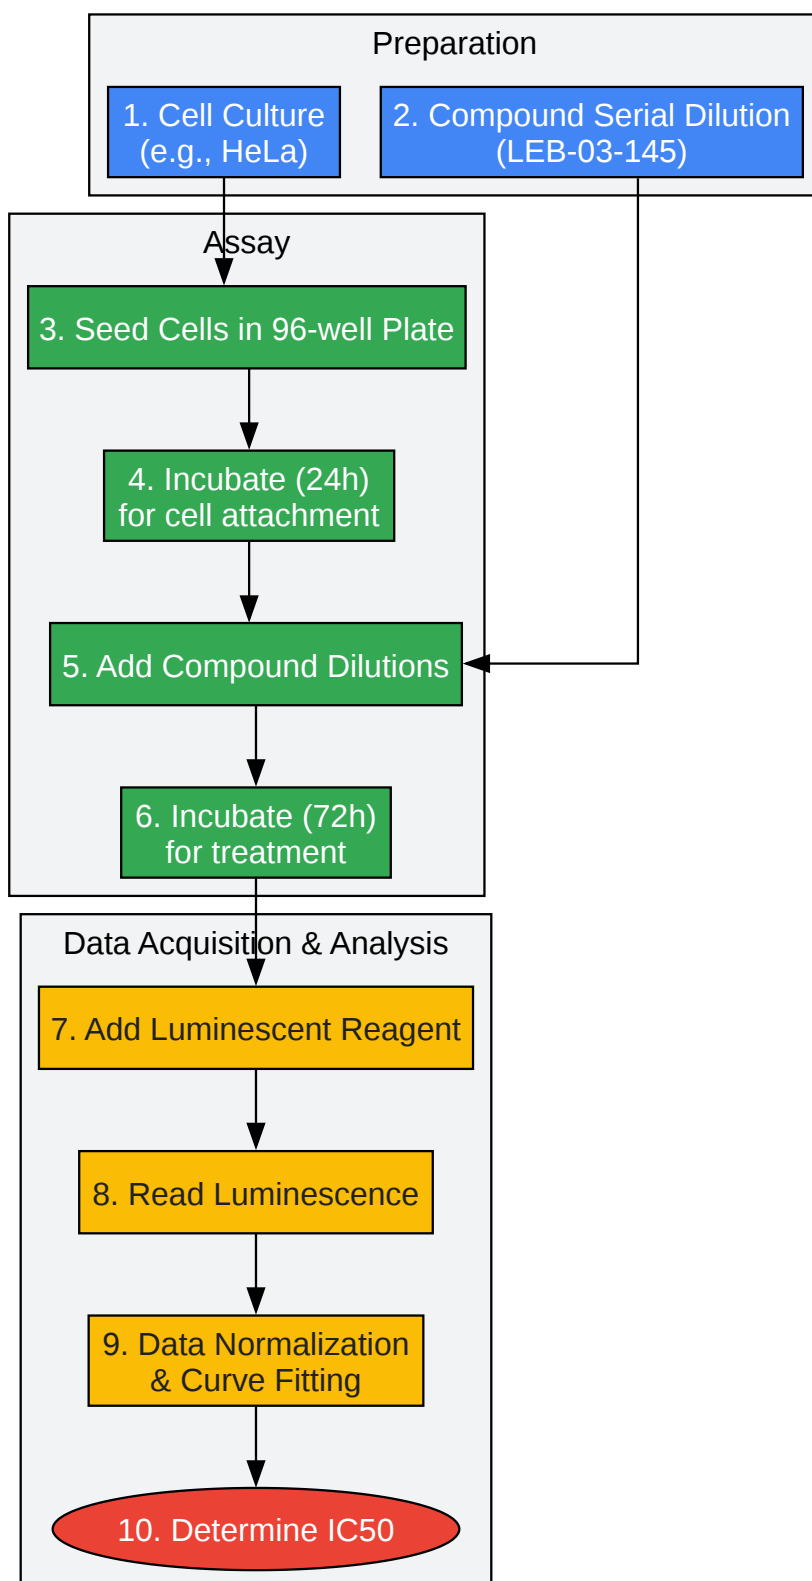 Preparation
1. Cell Culture
(e.g., HeLa)
2. Compound Serial Dilution
(LEB-03-145)
Assay
3. Seed Cells in 96-well Plate
4. Incubate (24h)
for cell attachment
5. Add Compound Dilutions
6. Incubate (72h)
for treatment
Data Acquisition & Analysis
7. Add Luminescent Reagent
8. Read Luminescence
9. Data Normalization
& Curve Fitting
10. Determine IC50